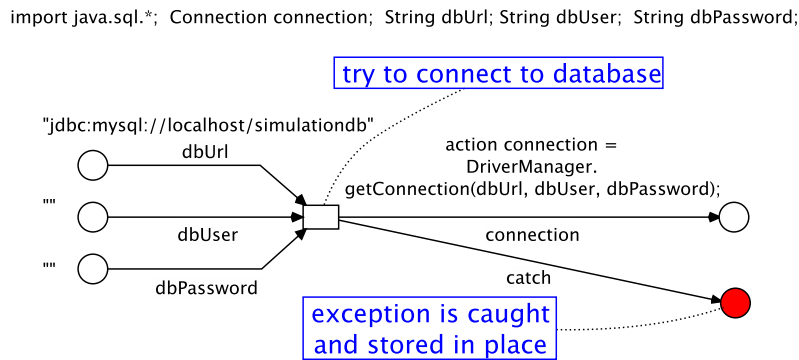 import java.sql.*;  Connection connection;  String dbUrl; String dbUser;  String dbPassword;
try to connect to database
"jdbc:mysql://localhost/simulationdb"
dbUrl
action connection =
DriverManager.
getConnection(dbUrl, dbUser, dbPassword);
""
dbUser
connection
""
dbPassword
catch
exception is caught
and stored in place